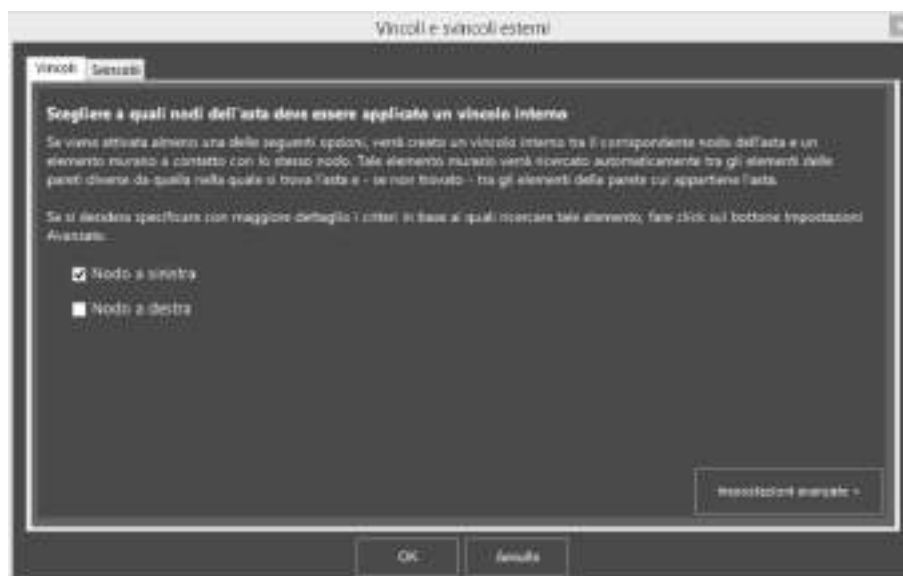 Vincoli e svincoli esterni
Vincoli Svincoli
Scegliere a quali nodi dell'asta deve essere applicato un vincolo interno
Se viene attivata almeno una delle seguenti opzioni, verrà creato un vincolo interno tra il corrispondente nodo dell'asta e un
elemento murario a contatto con lo stesso nodo. Tale elemento murario verrà ricercato automaticamente tra gli elementi delle
pareti diverse da quella nella quale si trova l'asta e - se non trovato - tra gli elementi della parete cui appartiene l'asta.
Se si desidera specificare con maggiore dettaglio i criteri in base ai quali ricercare tale elemento, fare click sul bottone Impostazioni
Avanzate.
Nodo a sinistra
Nodo a destra
Impostazioni avanzate »
OK Annulla